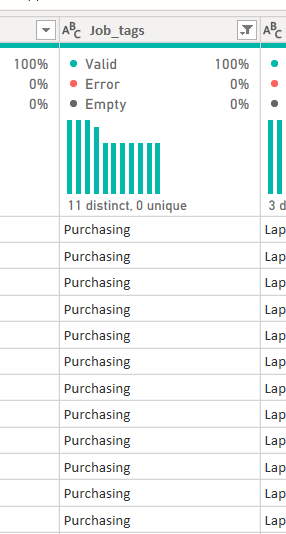 ABC Job_tags ABC
100% Valid 100%
0% Error 0%
0% Empty 0%
11 distinct, 0 unique 3 d
Purchasing Lap
Purchasing Lap
Purchasing Lap
Purchasing Lap
Purchasing Lap
Purchasing Lap
Purchasing Lap
Purchasing Lap
Purchasing Lap
Purchasing Lap
Purchasing Lap
Purchasing Lap